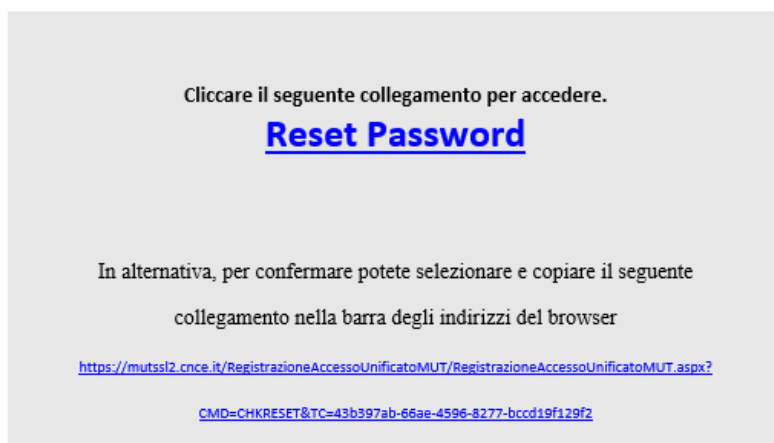 Cliccare il seguente collegamento per accedere.
Reset Password
In alternativa, per confermare potete selezionare e copiare il seguente
collegamento nella barra degli indirizzi del browser
https://mutssl2.cnce.it/RegistrazioneAccessoUnificatoMUT/RegistrazioneAccessoUnificatoMUT.aspx?
CMD=CHKRESET&TC=43b397ab-66ae-4596-8277-bccd19f129f2